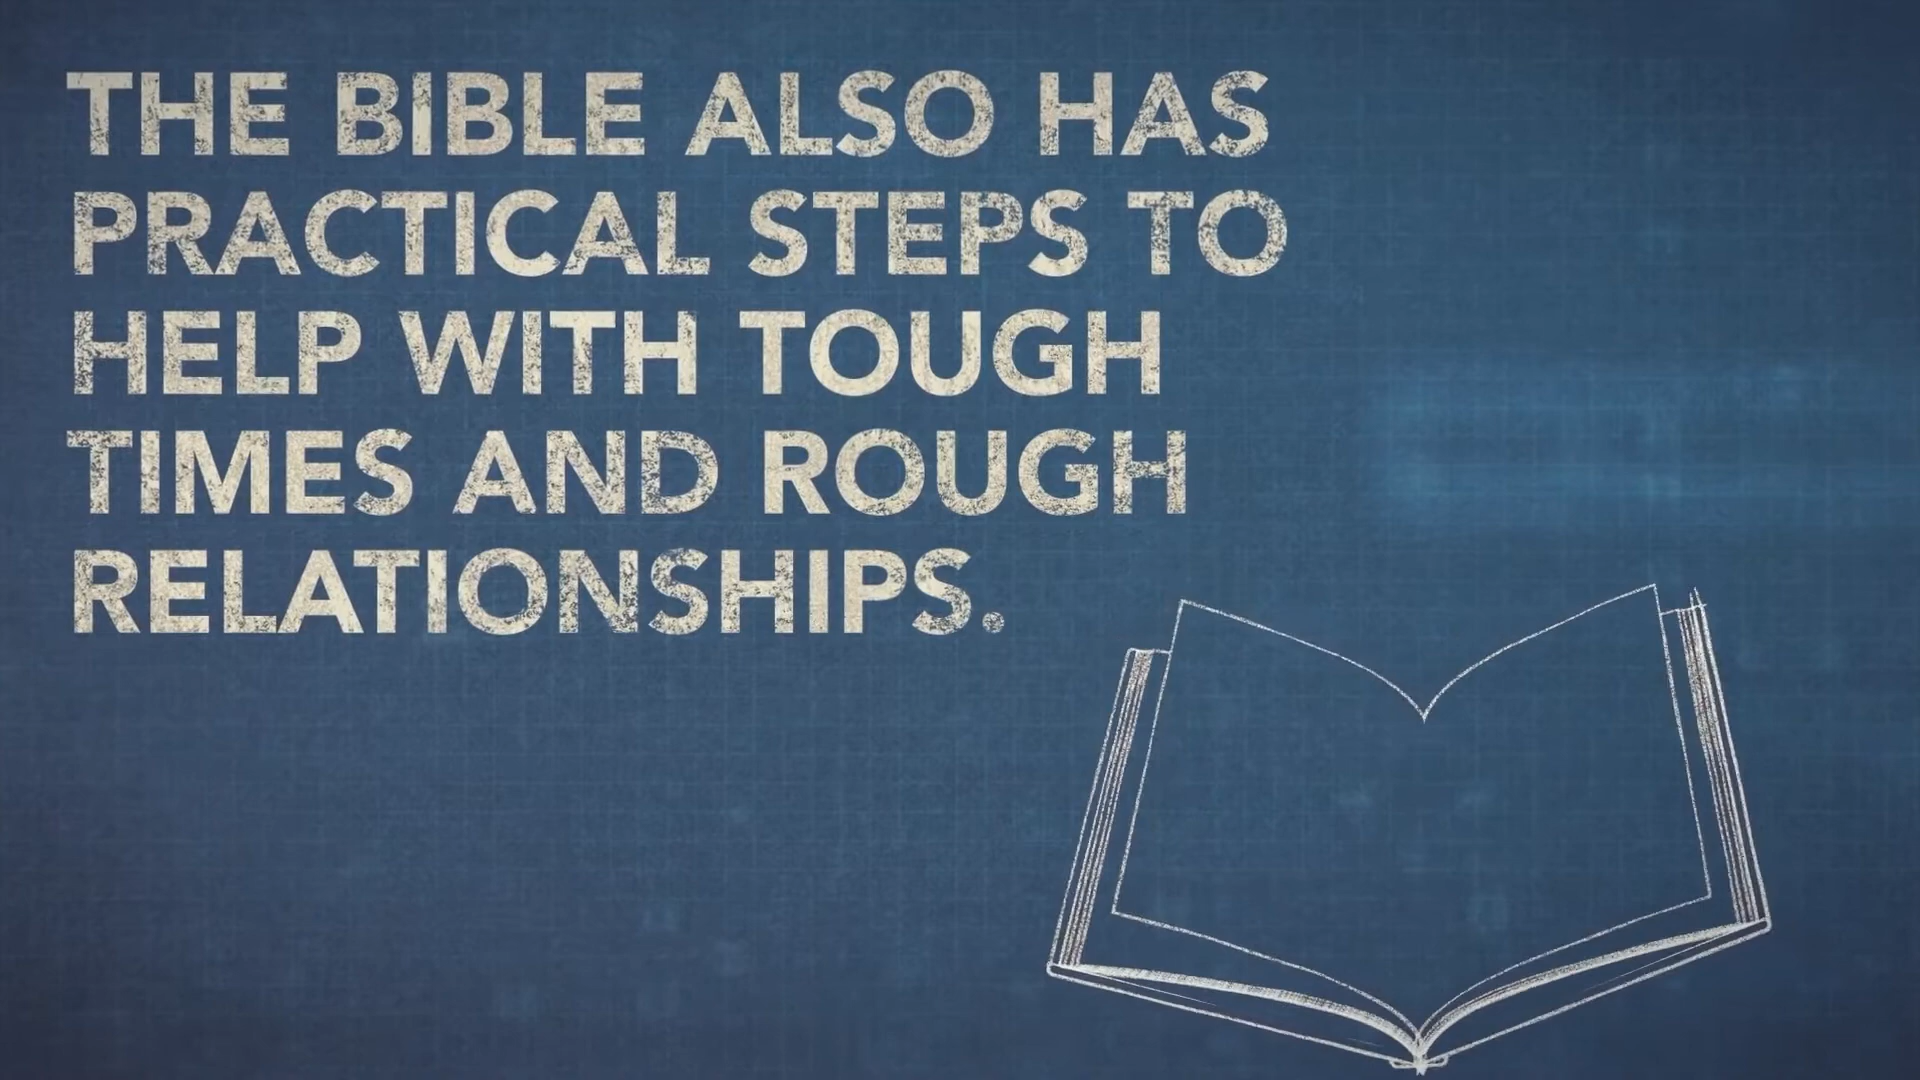 THE BIBLE ALSO HAS
PRACTICAL STEPS TO
HELP WITH TOUGH
TIMES AND ROUGH
RELATIONSHIPS.